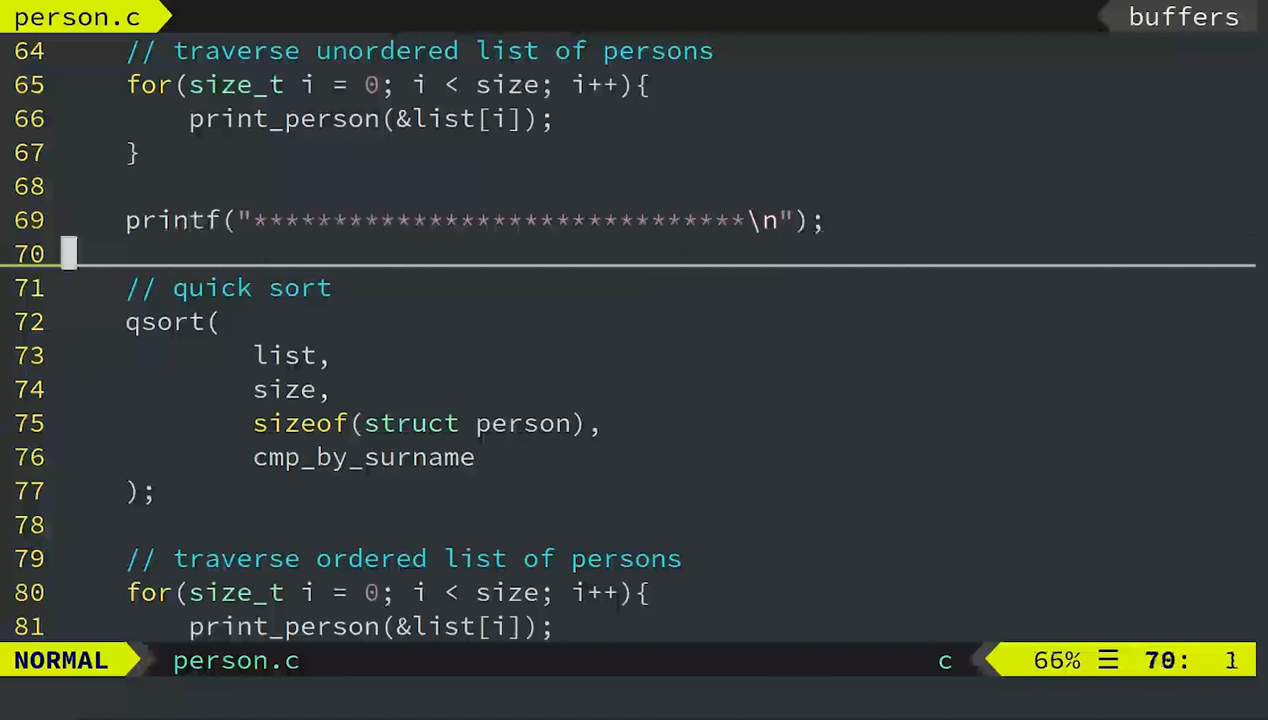 person.c buffers
64 // traverse unordered list of persons
65 for(size_t i = 0; i < size; i++){
66 print_person(&list[i]);
67 }
68
69 printf("*******************************\n");
70
71 // quick sort
72 qsort(
73 list,
74 size,
75 sizeof(struct person),
76 cmp_by_surname
77 );
78
79 // traverse ordered list of persons
80 for(size_t i = 0; i < size; i++){
81 print_person(&list[i]);
NORMAL person.c c 66% ☰ 70: 1